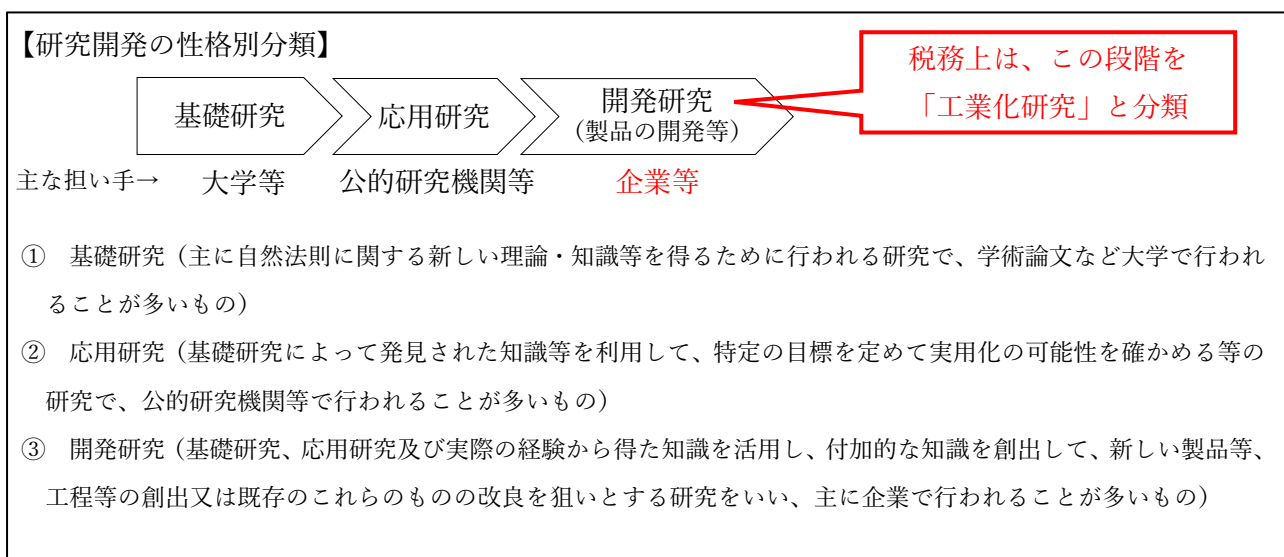 【研究開発の性格別分類】
税務上は、この段階を
「工業化研究」と分類
基礎研究
応用研究
開発研究
（製品の開発等）
主な担い手→
大学等
公的研究機関等
企業等
①　基礎研究（主に自然法則に関する新しい理論・知識等を得るために行われる研究で、学術論文など大学で行われ
ることが多いもの）
②　応用研究（基礎研究によって発見された知識等を利用して、特定の目標を定めて実用化の可能性を確かめる等の
研究で、公的研究機関等で行われることが多いもの）
③　開発研究（基礎研究、応用研究及び実際の経験から得た知識を活用し、付加的な知識を創出して、新しい製品等、
工程等の創出又は既存のこれらのものの改良を狙いとする研究をいい、主に企業で行われることが多いもの）